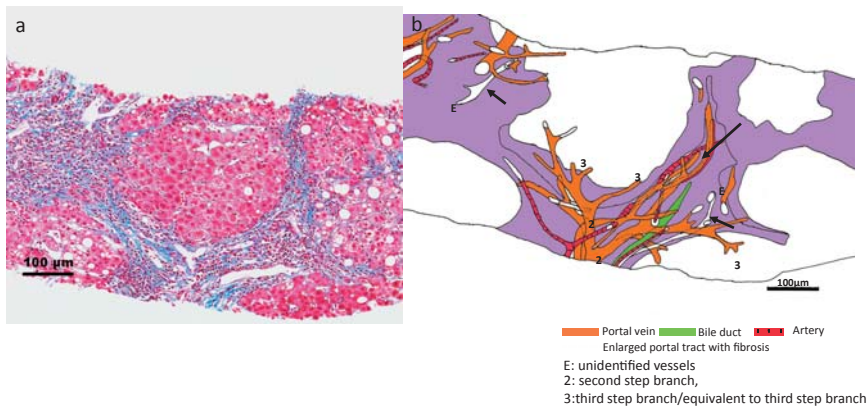 a
100 µm
b
E
3
3
2
E
2
3
100µm
Portal vein
Bile duct
Artery
Enlarged portal tract with fibrosis
E: unidentified vessels
2: second step branch,
3:third step branch/equivalent to third step branch